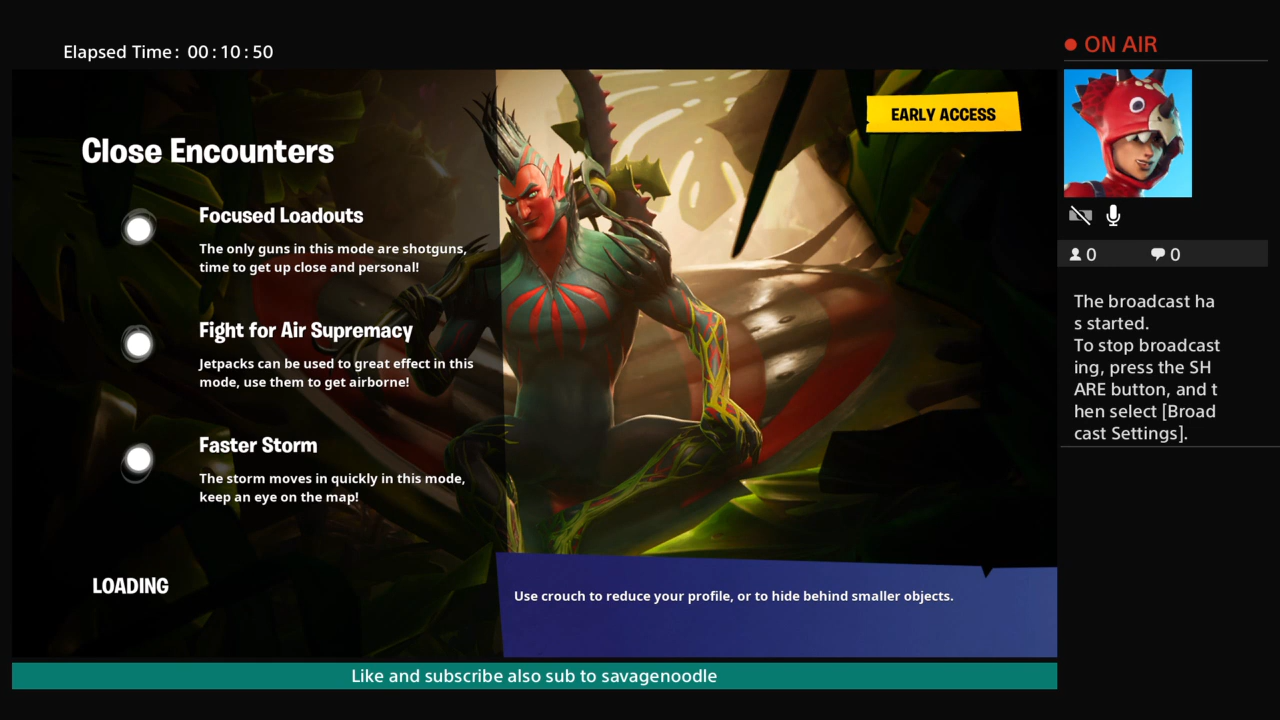 Elapsed Time: 00:10:50
ON AIR
EARLY ACCESS
Close Encounters
Focused Loadouts
The only guns in this mode are shotguns,
time to get up close and personal!
Fight for Air Supremacy
Jetpacks can be used to great effect in this
mode, use them to get airborne!
Faster Storm
The storm moves in quickly in this mode,
keep an eye on the map!
LOADING
Use crouch to reduce your profile, or to hide behind smaller objects.
Like and subscribe also sub to savagenoodle
0 0
The broadcast ha
s started.
To stop broadcast
ing, press the SH
ARE button, and t
hen select [Broad
cast Settings].